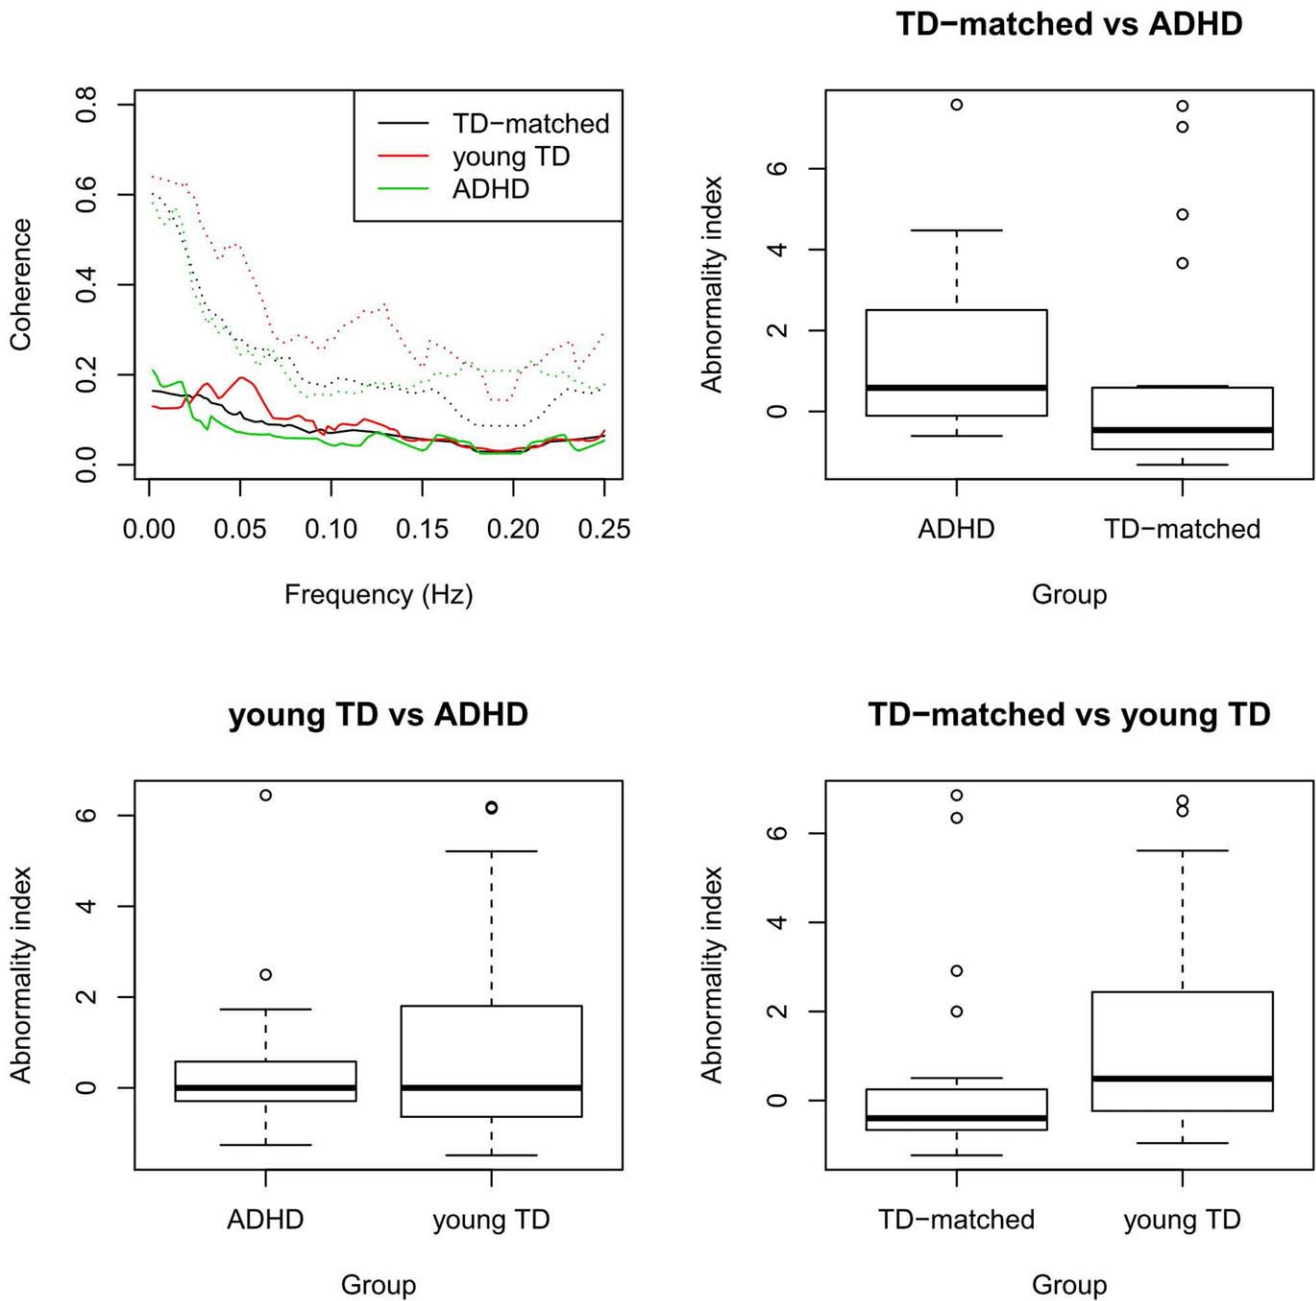 TD−matched vs ADHD
Coherence
0.8
0.6
0.4
0.2
0.0
TD−matched
young TD
ADHD
0.00 0.05 0.10 0.15 0.20 0.25
Frequency (Hz)
Abnormality index
6
4
2
0
ADHD TD−matched
Group
young TD vs ADHD
Abnormality index
6
4
2
0
ADHD young TD
Group
TD−matched vs young TD
Abnormality index
6
4
2
0
TD−matched young TD
Group